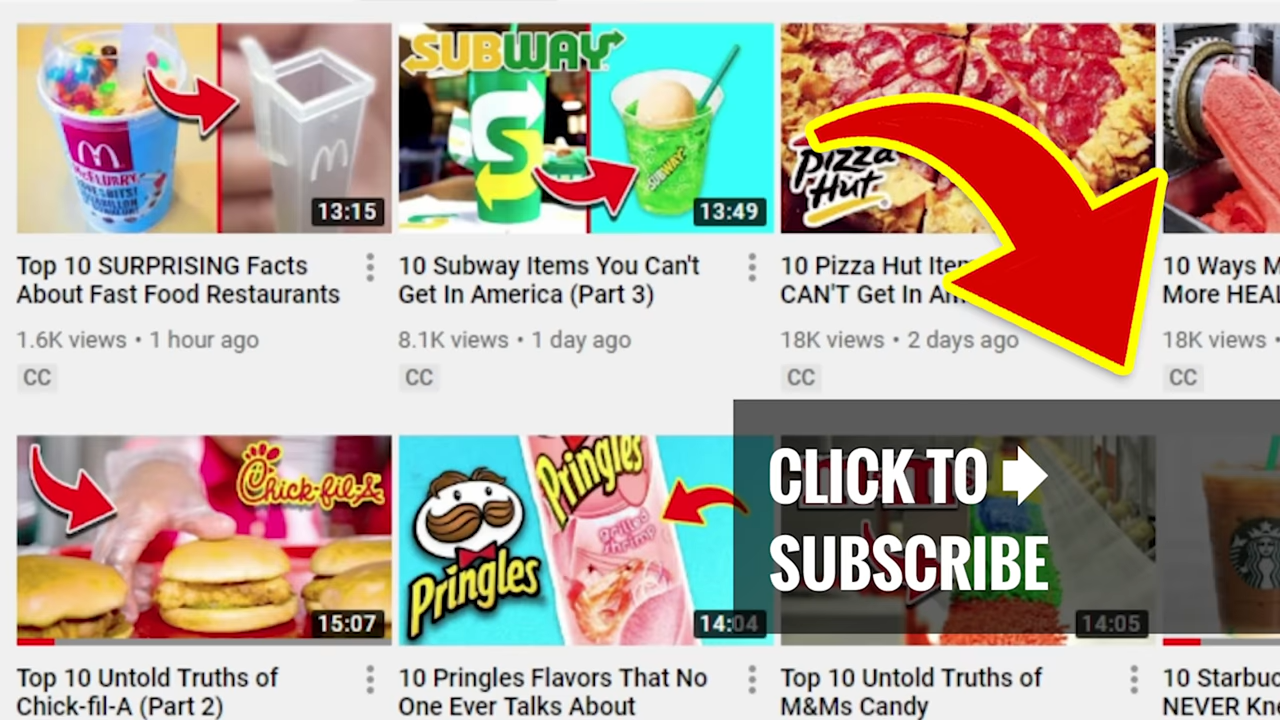 SUBWAY
McFLURRY
S
SUBWAY
Pizza
Hut
13:15
13:49
Top 10 SURPRISING Facts
About Fast Food Restaurants
1.6K views • 1 hour ago
CC
10 Subway Items You Can't
Get In America (Part 3)
8.1K views • 1 day ago
CC
10 Pizza Hut
CAN'T Get In
18K views • 2 days ago
CC
10 Ways
More
18K views •
CC
Chick-fil-A
Pringles
Pringles
grilled
shrimp
CLICK TO
SUBSCRIBE
15:07
14:04
14:05
Top 10 Untold Truths of
Chick-fil-A (Part 2)
10 Pringles Flavors That No
One Ever Talks About
Top 10 Untold Truths of
M&Ms Candy
10
NEVER